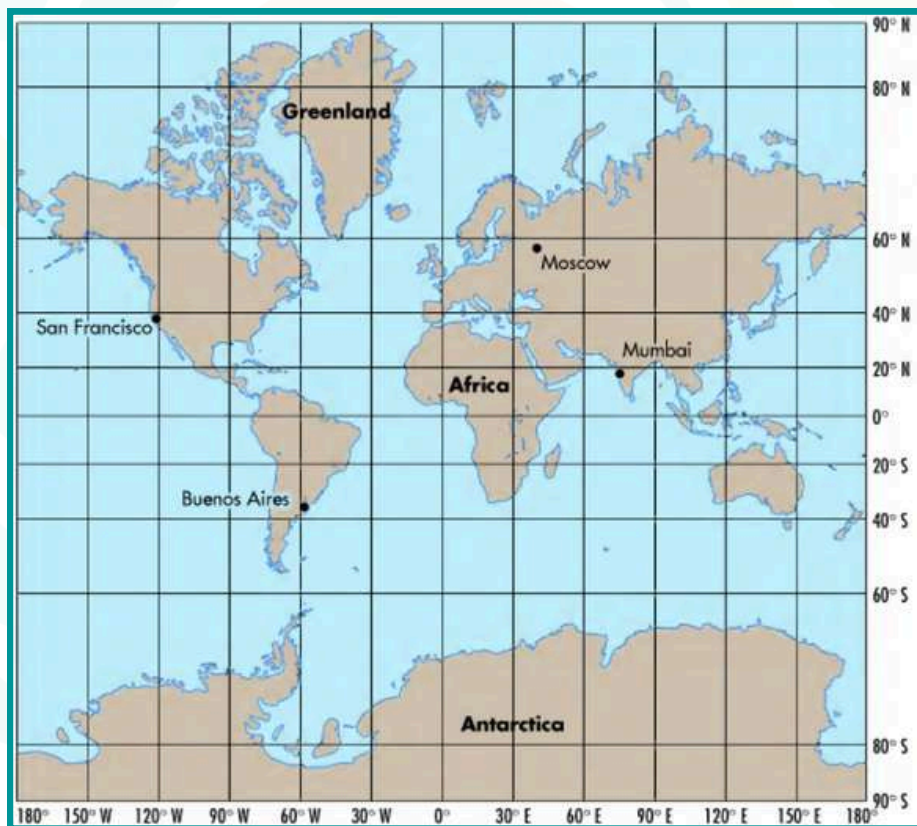 90° N
80° N
Greenland
60° N
Moscow
40° N
San Francisco
Mumbai
20° N
Africa
0°
20° S
Buenos Aires
40° S
60° S
Antarctica
80° S
90° S
180° 150° W 120° W 90° W 60° W 30° W 0° 30° E 60° E 90° E 120° E 150° E 180°